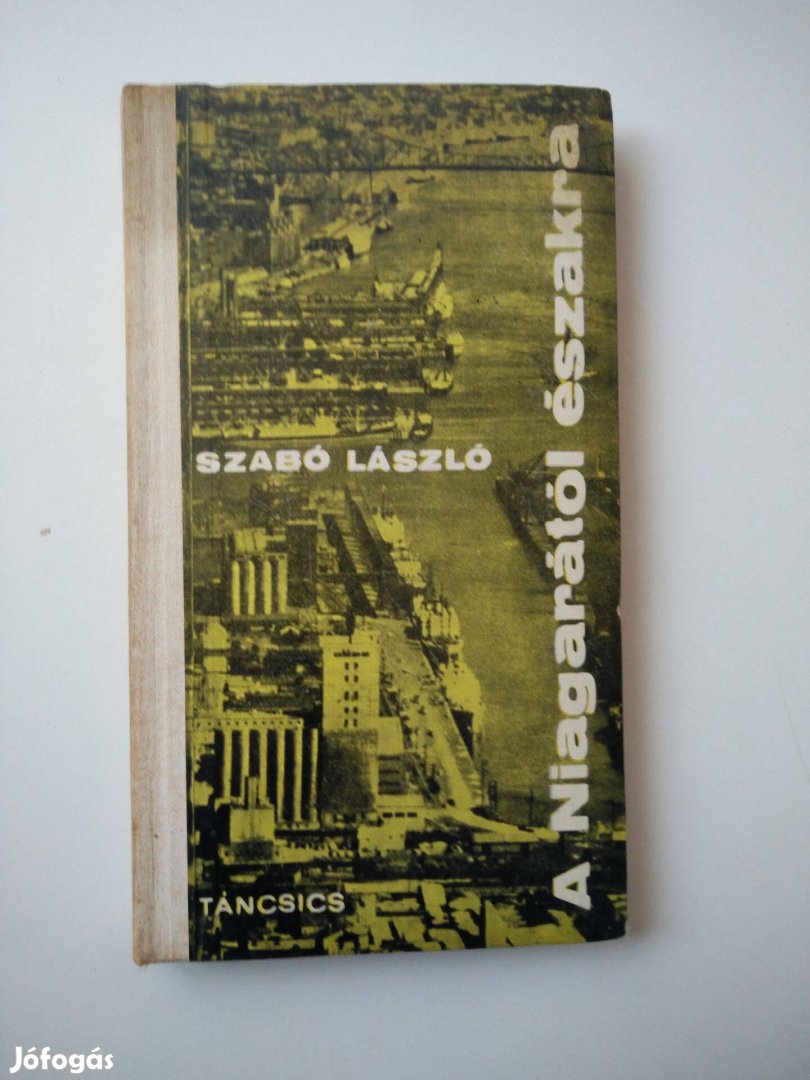 SZABÓ LÁSZLÓ
A Niagarától északra
TÁNCSICS
Jófogás